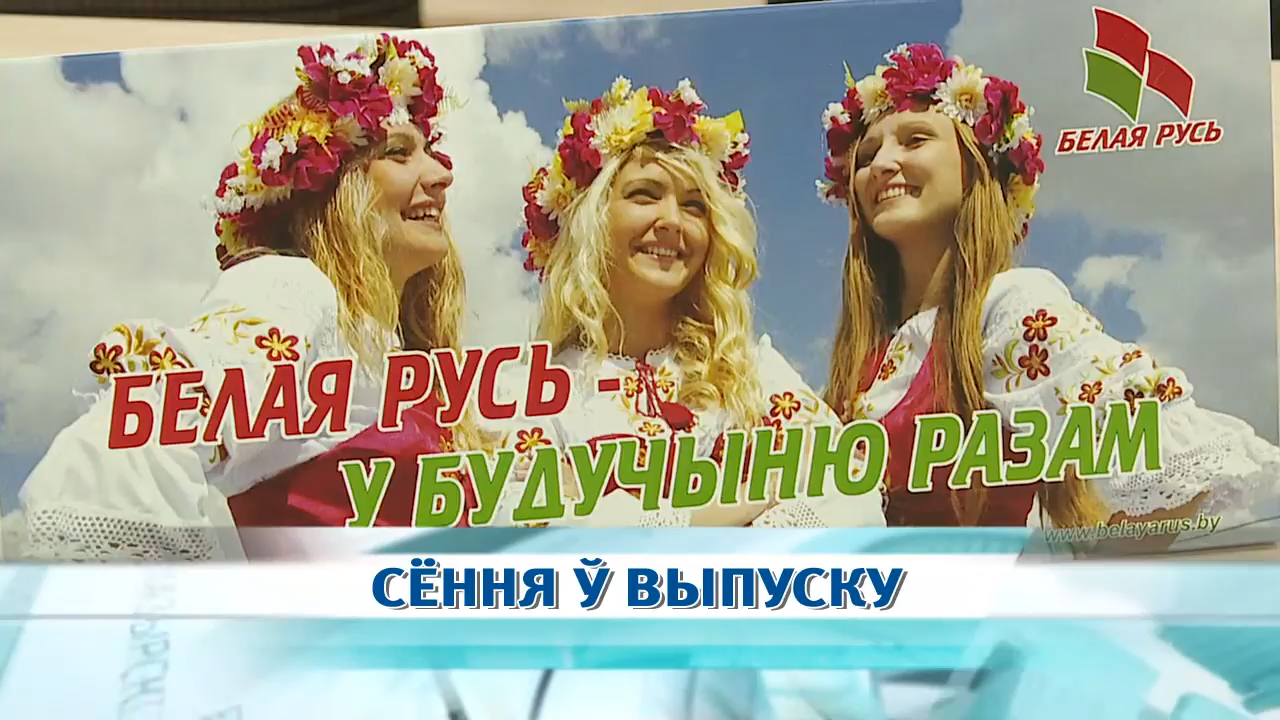 БЕЛАЯ РУСЬ
БЕЛАЯ РУСЬ -
У БУДУЧЫНЮ РАЗАМ
www.belayarus.by
СЁННЯ Ў ВЫПУСКУ